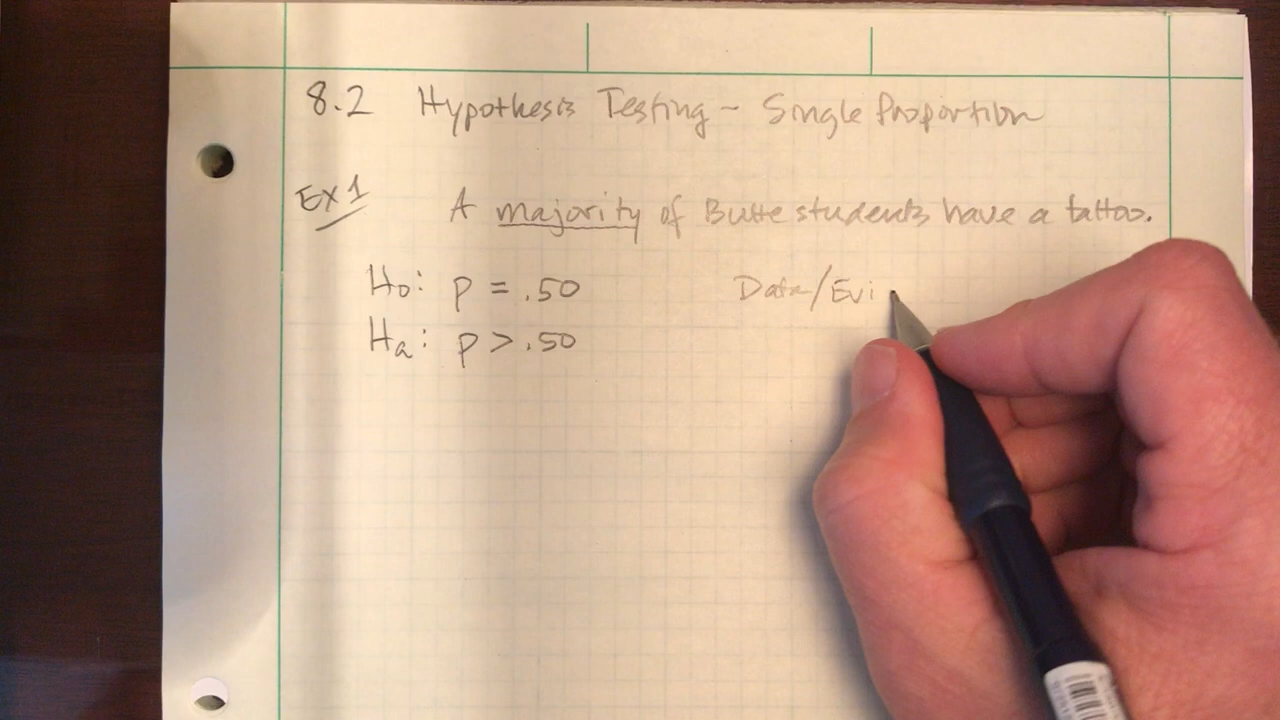 8.2 Hypothesis Testing - Single Proportion
Ex 1 A majority of Butte students have a tattoo.
Ho: p = .50 Data/Evi
Ha: p > .50